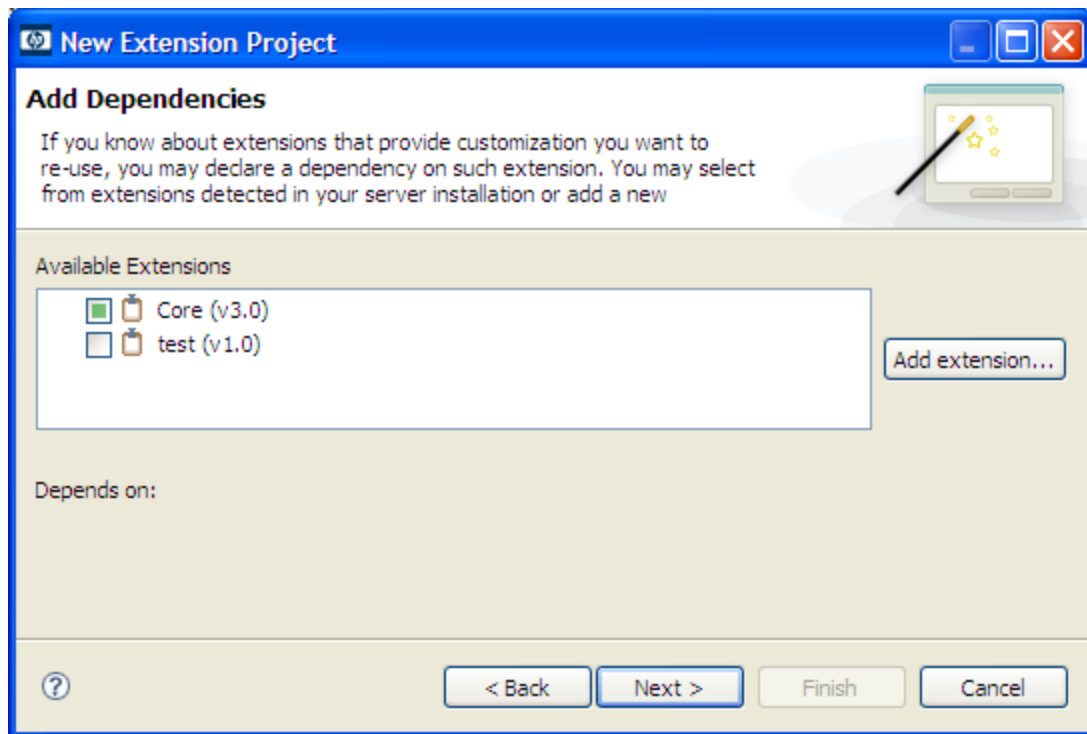 New Extension Project
Add Dependencies
If you know about extensions that provide customization you want to
re-use, you may declare a dependency on such extension. You may select
from extensions detected in your server installation or add a new
Available Extensions
Core (v3.0)
test (v1.0)
Add extension...
Depends on:
?
< Back
Next >
Finish
Cancel